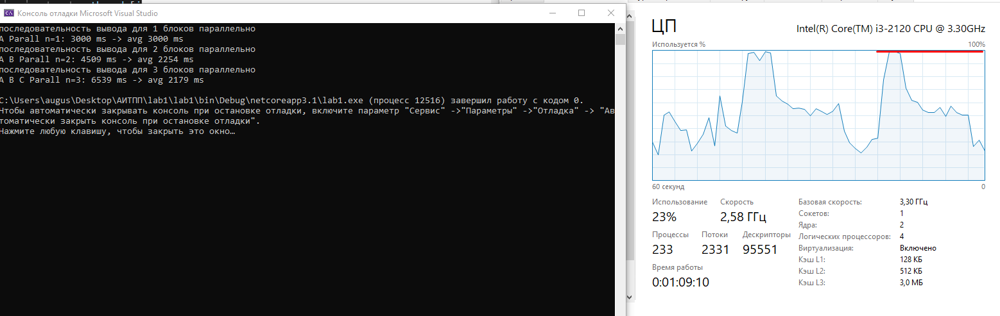 Консоль отладки Microsoft Visual Studio
последовательность вывода для 1 блоков параллельно
A Parall n=1: 3000 ms -> avg 3000 ms
последовательность вывода для 2 блоков параллельно
A B Parall n=2: 4509 ms -> avg 2254 ms
последовательность вывода для 3 блоков параллельно
A B C Parall n=3: 6539 ms -> avg 2179 ms
C:\Users\augus\Desktop\АИТПП\lab1\lab1\bin\Debug\netcoreapp3.1\lab1.exe (процесс 12516) завершил работу с кодом 0.
Чтобы автоматически закрывать консоль при остановке отладки, включите параметр "Сервис" ->"Параметры" ->"Отладка" -> "Ав
томатически закрыть консоль при остановке отладки".
Нажмите любую клавишу, чтобы закрыть это окно…
ЦП
Intel(R) Core(TM) i3-2120 CPU @ 3.30GHz
Используется %
100%
60 секунд
0
Использование
Скорость
23%
2,58 ГГц
Процессы
Потоки
Дескрипторы
233
2331
95551
Время работы
0:01:09:10
Базовая скорость: 3,30 ГГц
Сокетов: 1
Ядра: 2
Логических процессоров: 4
Виртуализация: Включено
Кэш L1: 128 КБ
Кэш L2: 512 КБ
Кэш L3: 3,0 МБ